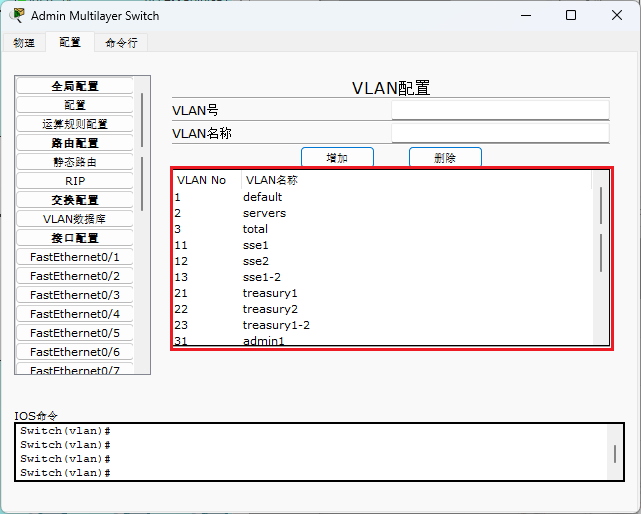 Admin Multilayer Switch
物理 配置 命令行
全局配置
配置
运算规则配置
路由配置
静态路由
RIP
交换配置
VLAN数据库
接口配置
FastEthernet0/1
FastEthernet0/2
FastEthernet0/3
FastEthernet0/4
FastEthernet0/5
FastEthernet0/6
FastEthernet0/7
VLAN配置
VLAN号
VLAN名称
增加 删除
VLAN No VLAN名称
1 default
2 servers
3 total
11 sse1
12 sse2
13 sse1-2
21 treasury1
22 treasury2
23 treasury1-2
31 admin1
IOS命令
Switch(vlan)#
Switch(vlan)#
Switch(vlan)#
Switch(vlan)#